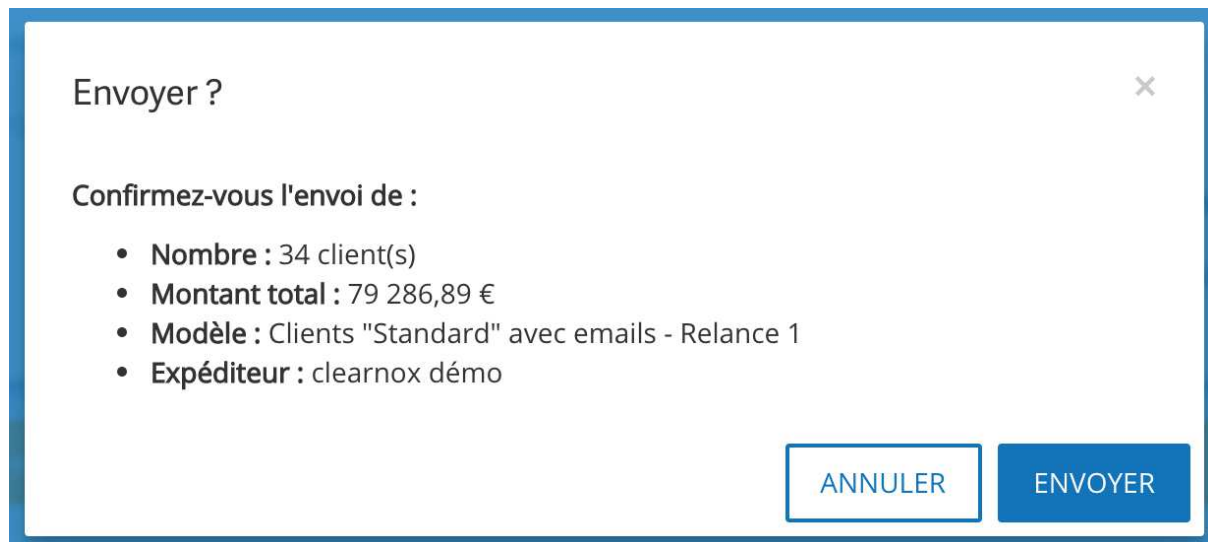 Envoyer ?
×
Confirmez-vous l'envoi de :
• Nombre : 34 client(s)
• Montant total : 79 286,89 €
• Modèle : Clients "Standard" avec emails - Relance 1
• Expéditeur : clearnox démo
ANNULER ENVOYER